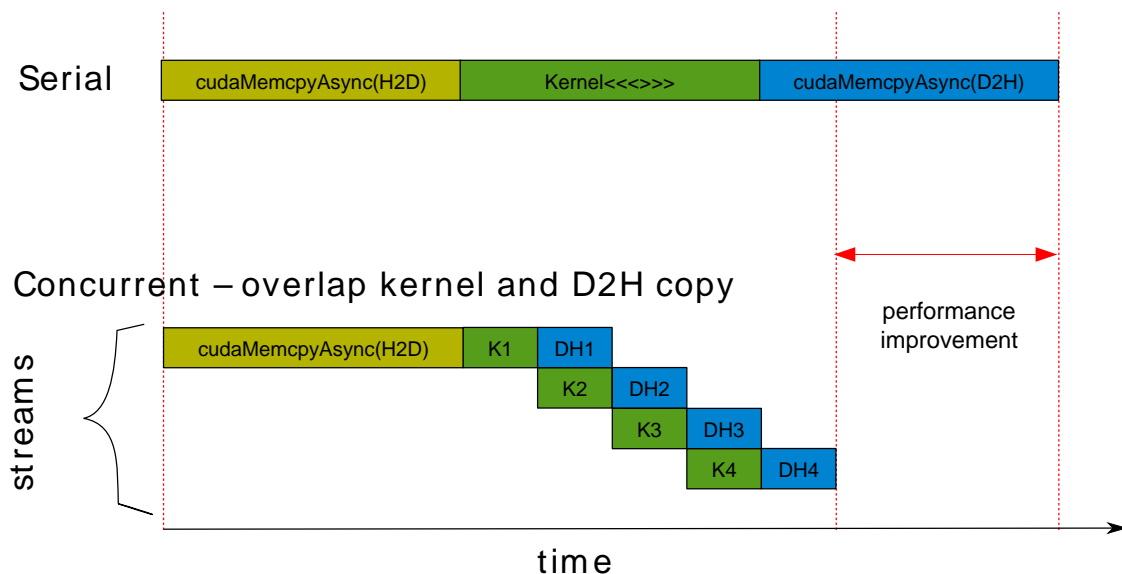 Serial
cudaMemcpyAsync(H2D)
Kernel<<<>>>
cudaMemcpyAsync(D2H)
Concurrent – overlap kernel and D2H copy
performance
improvement
streams
cudaMemcpyAsync(H2D)
K1
DH1
K2
DH2
K3
DH3
K4
DH4
time